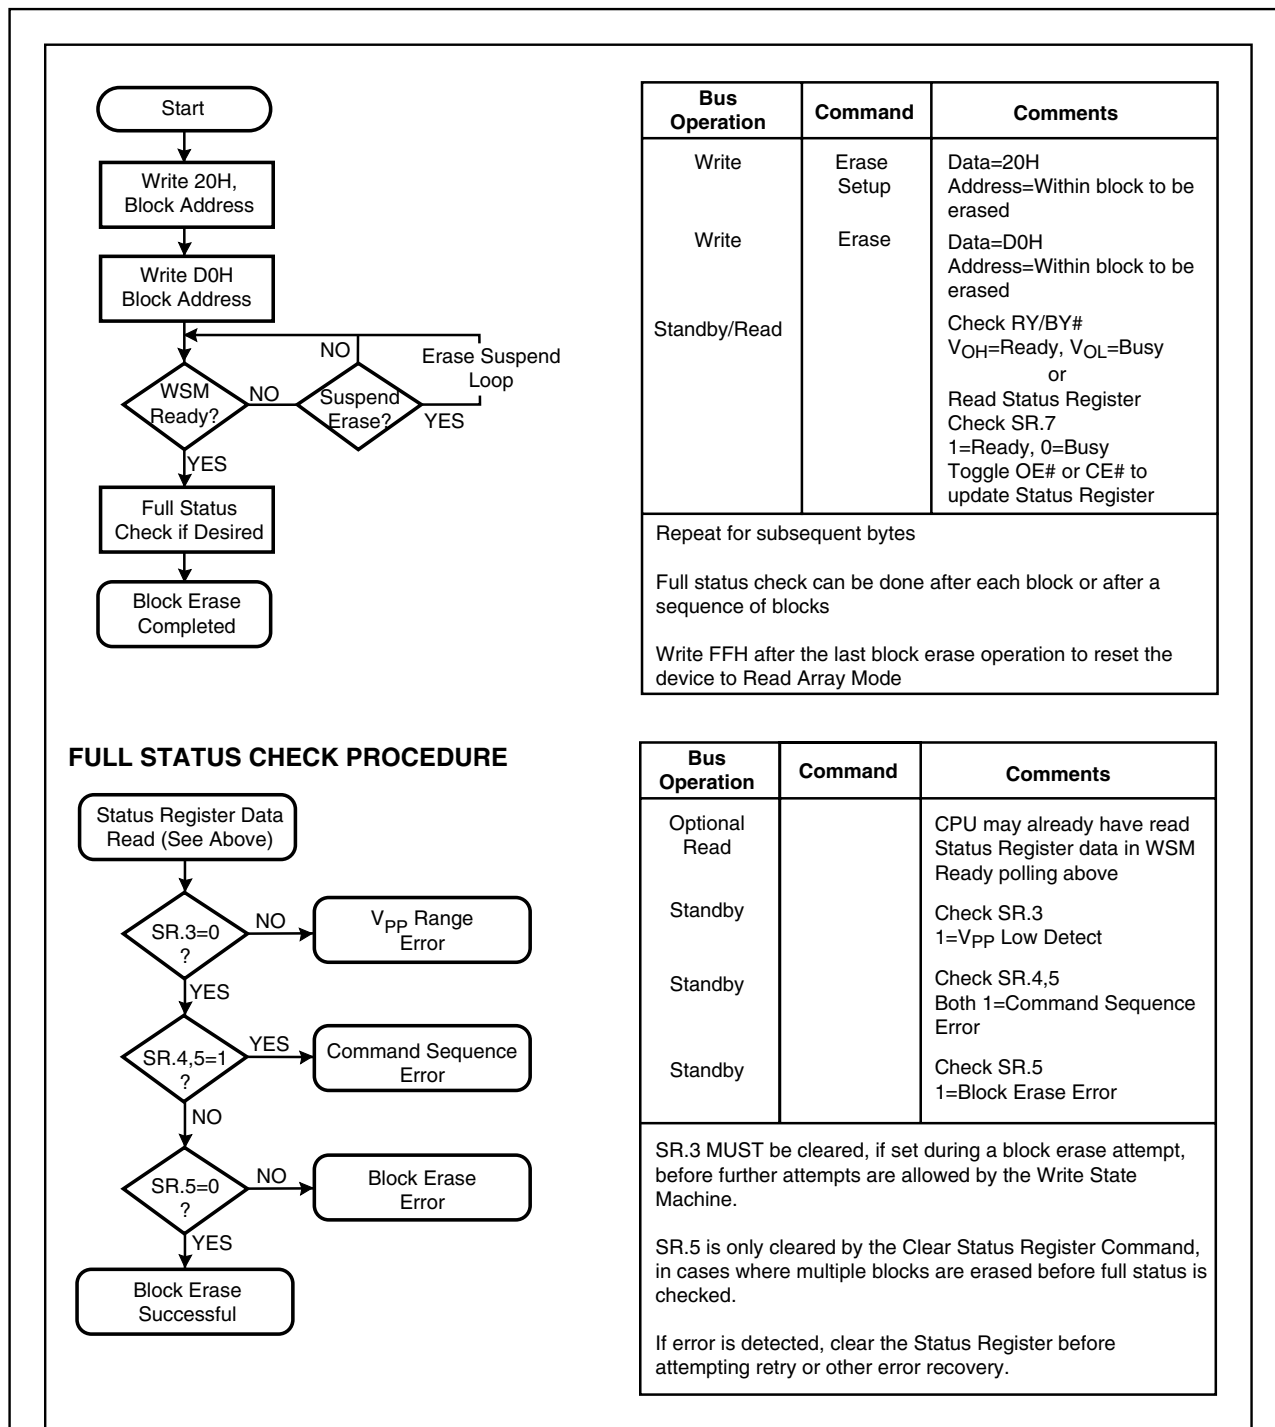 Start
Write 20H,
Block Address
Write D0H
Block Address
NO
Erase Suspend
Loop
WSM
Ready?
NO
Suspend
Erase?
YES
YES
Full Status
Check if Desired
Block Erase
Completed
Bus
Operation
Command
Comments
Write
Erase
Setup
Data=20H
Address=Within block to be
erased
Write
Erase
Data=D0H
Address=Within block to be
erased
Standby/Read
Check RY/BY#
VOH=Ready, VOL=Busy
or
Read Status Register
Check SR.7
1=Ready, 0=Busy
Toggle OE# or CE# to
update Status Register
Repeat for subsequent bytes
Full status check can be done after each block or after a
sequence of blocks
Write FFH after the last block erase operation to reset the
device to Read Array Mode
FULL STATUS CHECK PROCEDURE
Status Register Data
Read (See Above)
SR.3=0
?
NO
VPP Range
Error
YES
SR.4,5=1
?
YES
Command Sequence
Error
NO
SR.5=0
?
NO
Block Erase
Error
YES
Block Erase
Successful
Bus
Operation
Command
Comments
Optional
Read
CPU may already have read
Status Register data in WSM
Ready polling above
Standby
Check SR.3
1=VPP Low Detect
Standby
Check SR.4,5
Both 1=Command Sequence
Error
Standby
Check SR.5
1=Block Erase Error
SR.3 MUST be cleared, if set during a block erase attempt,
before further attempts are allowed by the Write State
Machine.
SR.5 is only cleared by the Clear Status Register Command,
in cases where multiple blocks are erased before full status is
checked.
If error is detected, clear the Status Register before
attempting retry or other error recovery.